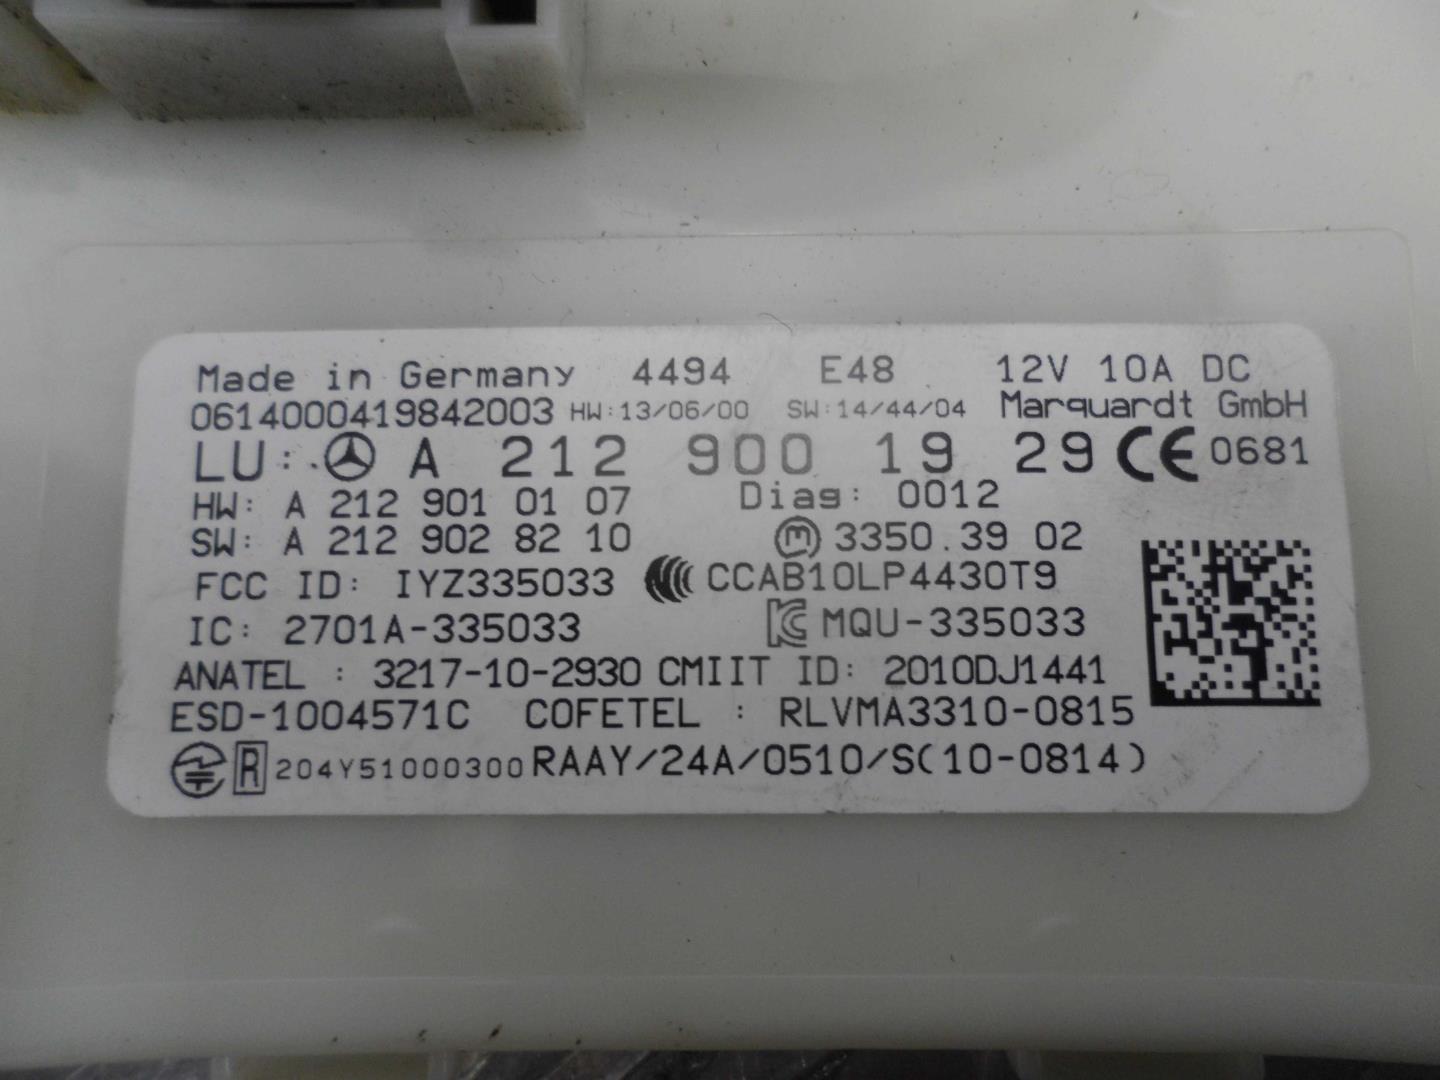 Made in Germany 4494 E48 12V 10A DC
0614000419842003 HW:13/06/00 SW:14/44/04 Marquardt GmbH
LU: A 212 900 19 29 CE 0681
HW: A 212 901 01 07 Diag: 0012
SW: A 212 902 82 10 m 3350.39 02
FCC ID: IYZ335033 CCAB10LP4430T9
IC: 2701A-335033 KC MQU-335033
ANATEL : 3217-10-2930 CMIIT ID: 2010DJ1441
ESD-1004571C COFETEL : RLVMA3310-0815
R 204Y51000300 RAAY/24A/0510/S(10-0814)